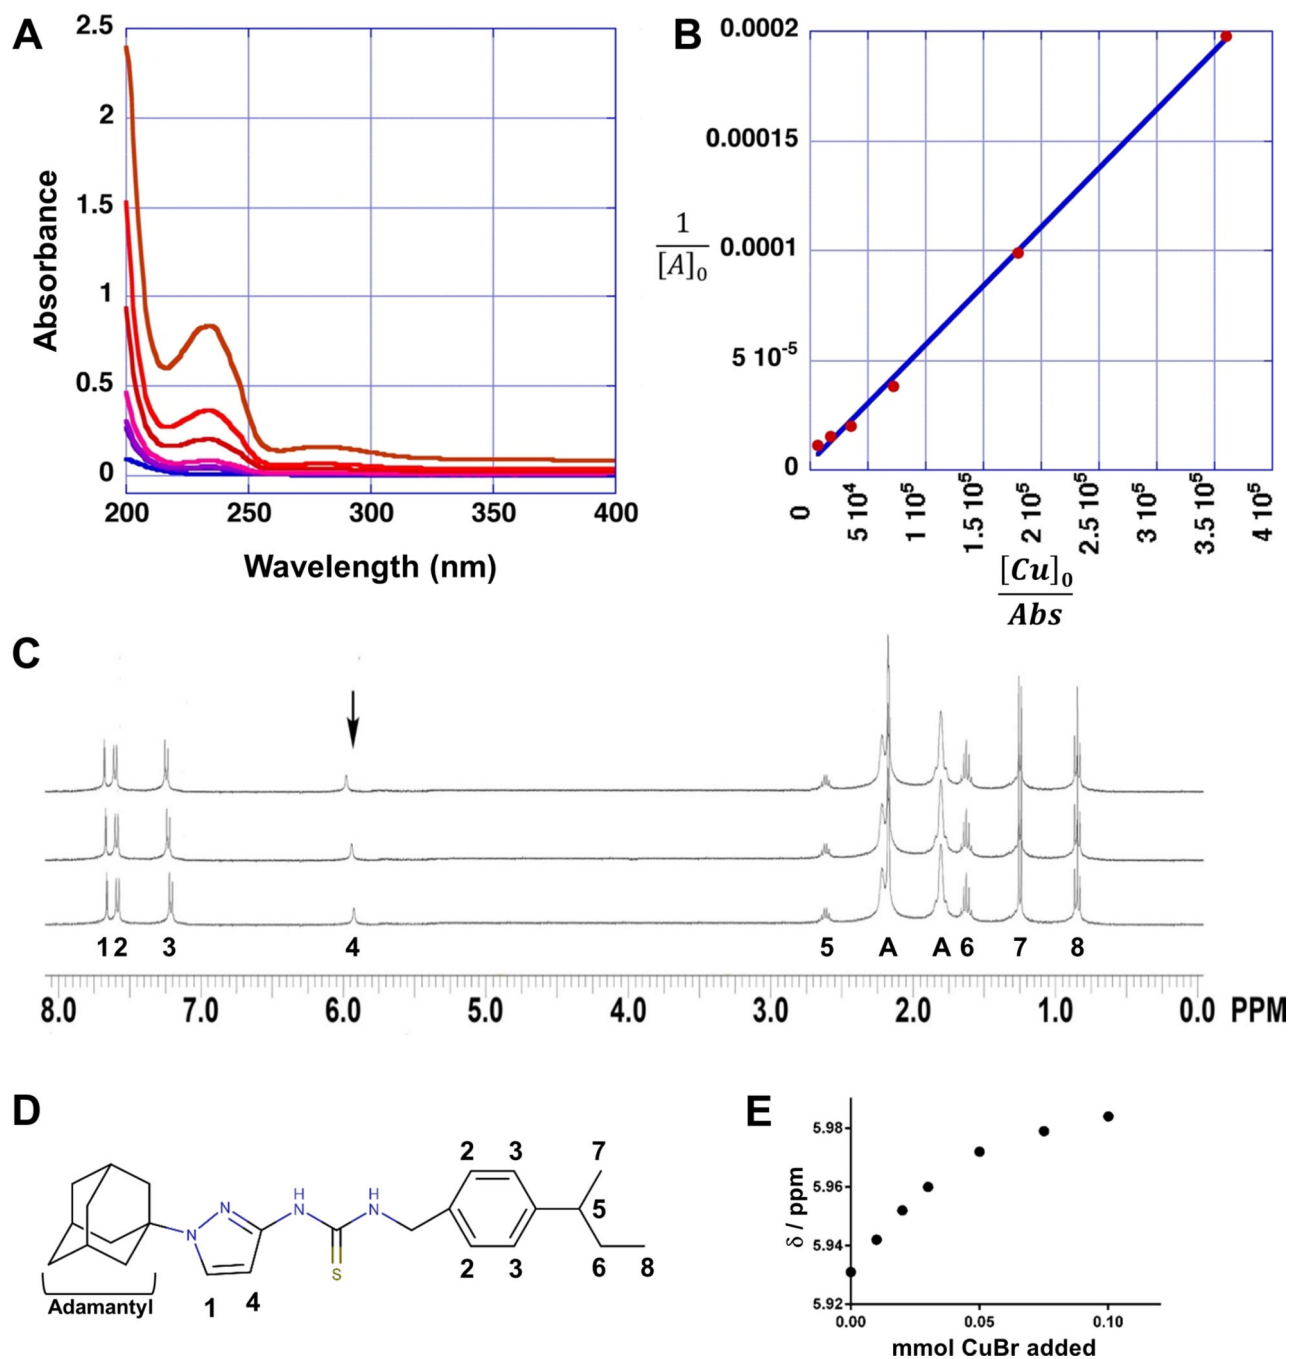 A
2.5
2
1.5
1
0.5
0
Absorbance
200 250 300 350 400
Wavelength (nm)
B
0.0002
0.00015
0.0001
5 10-5
0
1
[A]0
0 5 10⁴ 1 10⁵ 1.5 10⁵ 2 10⁵ 2.5 10⁵ 3 10⁵ 3.5 10⁵ 4 10⁵
[Cu]0
Abs
C
1 2 3 4 5 A A 6 7 8
8.0 7.0 6.0 5.0 4.0 3.0 2.0 1.0 0.0 PPM
D
2 3 7
H H
N N N
N
5
S
2 3 6 8
Adamantyl
1 4
E
5.98
5.96
5.94
5.92
δ / ppm
0.00 0.05 0.10
mmol CuBr added